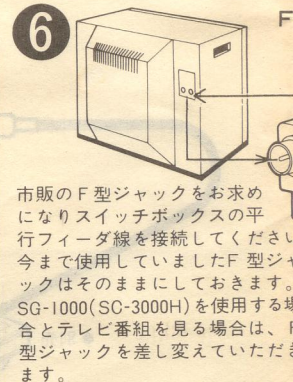 6
F
市販のF型ジャックをお求め
になりスイッチボックスの平
行フィーダ線を接続してください
今まで使用していましたF型ジャ
ックはそのままにしておきます。
SG-1000(SC-3000H)を使用する場
合とテレビ番組を見る場合は、F
型ジャックを差し変えていただき
ます。